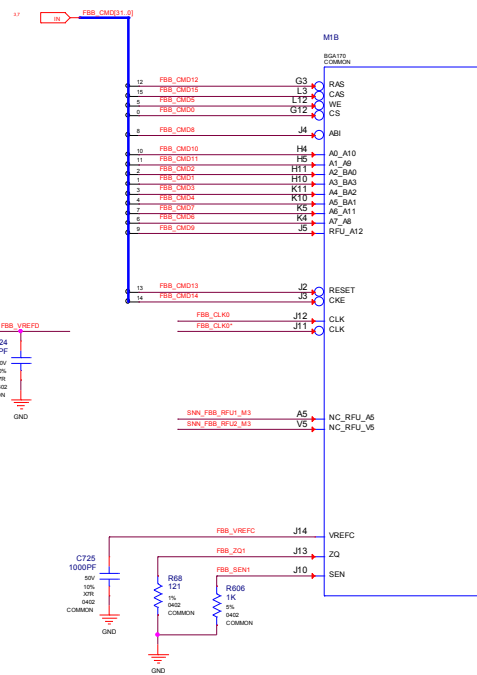 3,7
IN
FBB_CMD[31..0]
M1B
BGA170
COMMON
12 FBB_CMD12 G3 RAS
15 FBB_CMD15 L3 CAS
5 FBB_CMD5 L12 WE
0 FBB_CMD0 G12 CS
8 FBB_CMD8 J4 ABI
10 FBB_CMD10 H4 A0_A10
11 FBB_CMD11 H5 A1_A9
2 FBB_CMD2 H11 A2_BA0
1 FBB_CMD1 H10 A3_BA3
3 FBB_CMD3 K11 A4_BA2
4 FBB_CMD4 K10 A5_BA1
7 FBB_CMD7 K5 A6_A11
6 FBB_CMD6 K4 A7_A8
9 FBB_CMD9 J5 RFU_A12
13 FBB_CMD13 J2 RESET
14 FBB_CMD14 J3 CKE
FBB_CLK0 J12 CLK
FBB_CLK0* J11 CLK
FBB_VREFD
24
PF
0V
0%
7R
402
ON
GND
SNN_FBB_RFU1_M3 A5 NC_RFU_A5
SNN_FBB_RFU2_M3 V5 NC_RFU_V5
FBB_VREFC J14 VREFC
FBB_ZQ1 J13 ZQ
FBB_SEN1 J10 SEN
C725
1000PF
50V
10%
X7R
0402
COMMON
GND
R68
121
1%
0402
COMMON
R606
1K
5%
0402
COMMON
GND